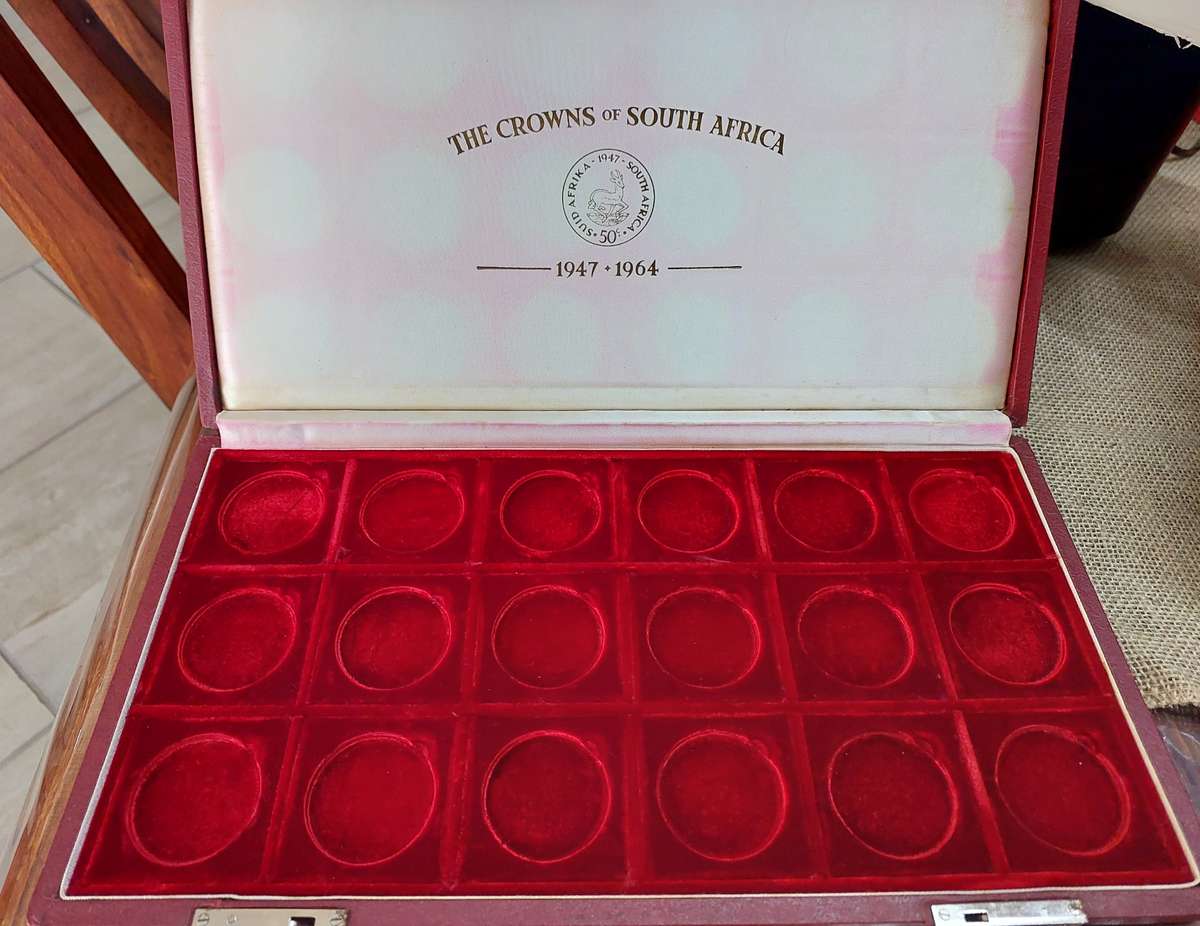 THE CROWNS OF SOUTH AFRICA
SUID AFRIKA · 1947 · SOUTH AFRICA ·
50c
1947 · 1964